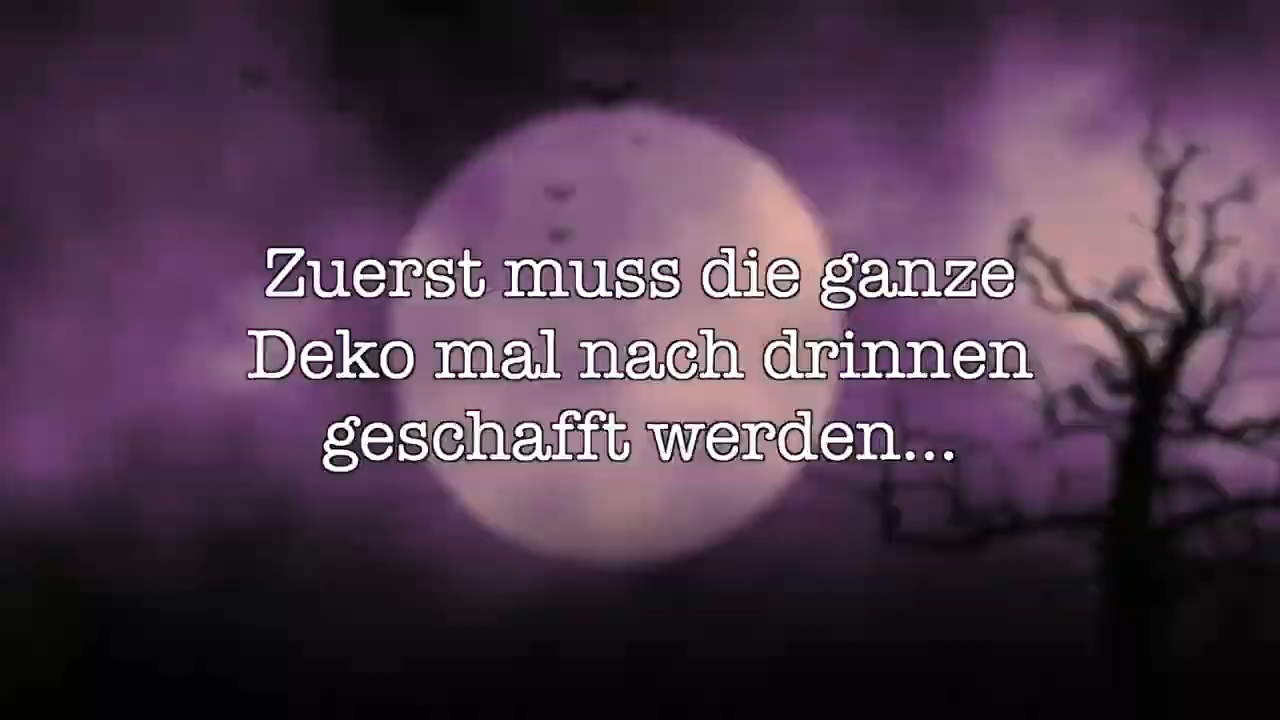 Zuerst muss die ganze
Deko mal nach drinnen
geschafft werden...